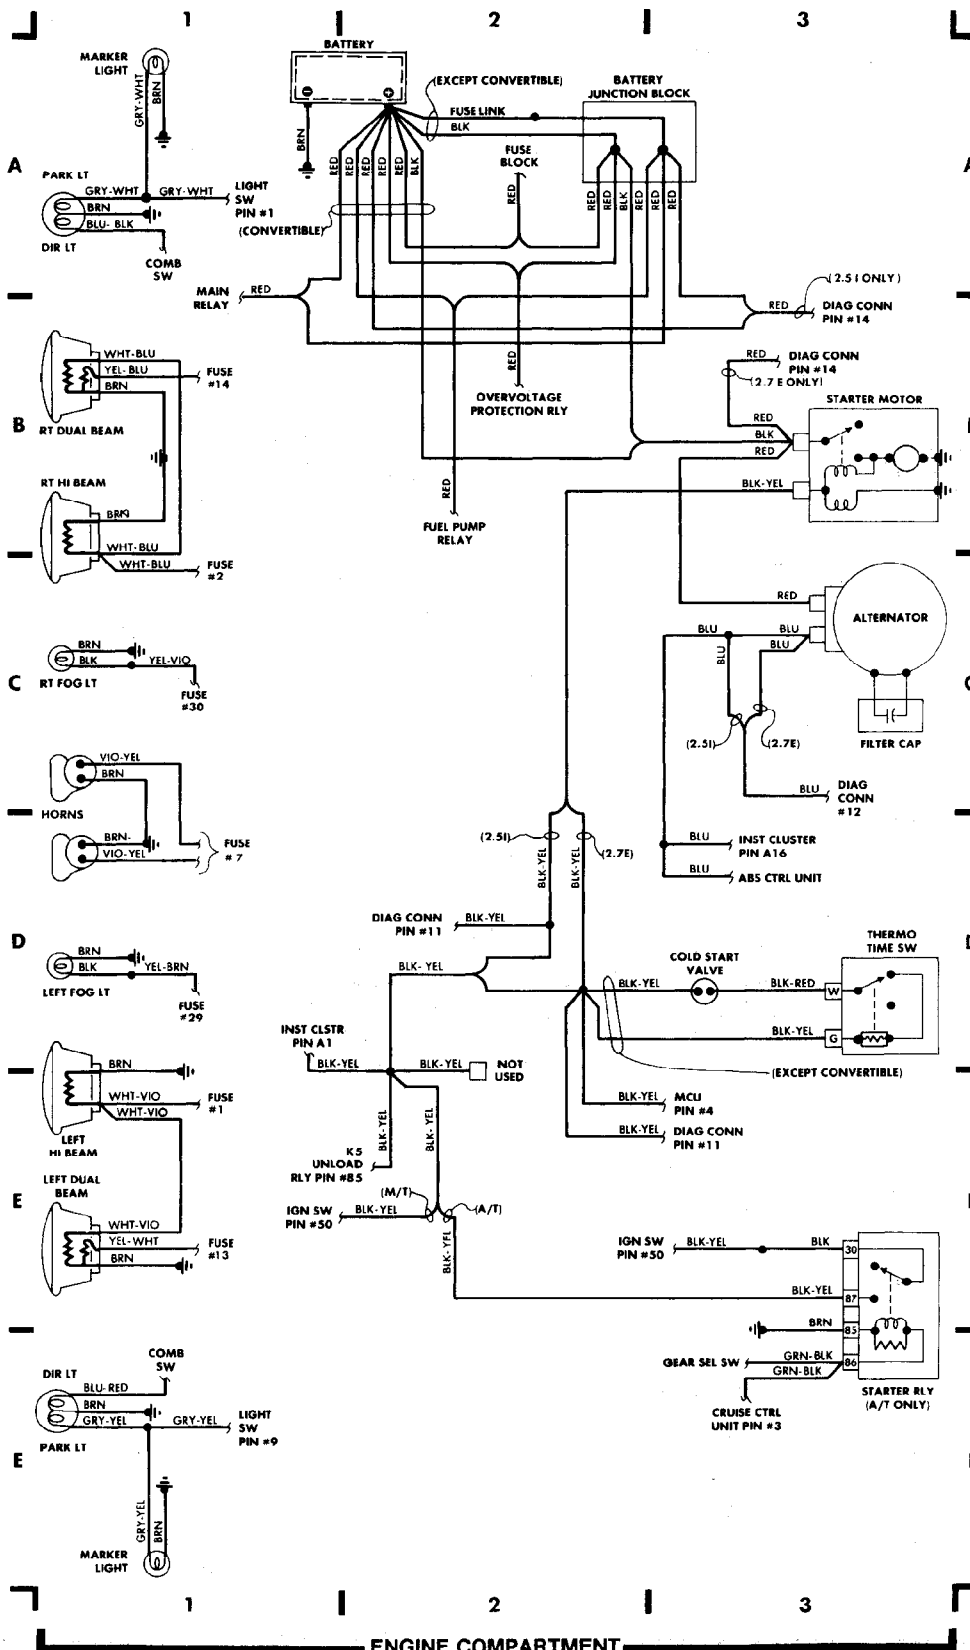 1 2 3
MARKER
LIGHT
GRY-WHT
BRN
A
PARK LT
GRY-WHT
GRY-WHT
LIGHT
SW
PIN #1
BRN
BLU-BLK
DIR LT
COMB
SW
BATTERY
BRN
RED
RED
RED
RED
RED
BLK
(CONVERTIBLE)
(EXCEPT CONVERTIBLE)
FUSE LINK
BLK
FUSE
BLOCK
RED
BATTERY
JUNCTION BLOCK
RED
RED
BLK
RED
RED
MAIN
RELAY
RED
(2.5I ONLY)
RED
DIAG CONN
PIN #14
RED
OVERVOLTAGE
PROTECTION RLY
RED
FUEL PUMP
RELAY
RED
DIAG CONN
PIN #14
(2.7E ONLY)
STARTER MOTOR
RED
BLK
RED
BLK-YEL
B
WHT-BLU
YEL-BLU
FUSE
#14
BRN
RT DUAL BEAM
RT HI BEAM
BRN
WHT-BLU
WHT-BLU
FUSE
#2
RED
ALTERNATOR
BLU
BLU
BLU
BLU
(2.5I)
(2.7E)
FILTER CAP
BLU
DIAG
CONN
#12
C
BRN
BLK
YEL-VIO
RT FOG LT
FUSE
#30
VIO-YEL
BRN
HORNS
BRN-
VIO-YEL
FUSE
#7
(2.5I)
(2.7E)
BLK-YEL
BLK-YEL
BLU
INST CLUSTER
PIN A16
BLU
ABS CTRL UNIT
D
DIAG CONN
PIN #11
BLK-YEL
BLK-YEL
BRN
BLK
YEL-BRN
LEFT FOG LT
FUSE
#29
THERMO
TIME SW
COLD START
VALVE
BLK-YEL
BLK-RED
W
BLK-YEL
G
(EXCEPT CONVERTIBLE)
INST CLSTR
PIN A1
BLK-YEL
BLK-YEL
NOT
USED
BLK-YEL
BLK-YEL
BLK-YEL
MCU
PIN #4
BLK-YEL
DIAG CONN
PIN #11
K5
UNLOAD
RLY PIN #85
BRN
WHT-VIO
FUSE
#1
WHT-VIO
LEFT
HI BEAM
LEFT DUAL
BEAM
E
WHT-VIO
YEL-WHT
FUSE
#13
BRN
(M/T)
(A/T)
IGN SW
PIN #50
BLK-YEL
BLK-YEL
IGN SW
PIN #50
BLK-YEL
BLK
30
BLK-YEL
87
BRN
85
GEAR SEL SW
GRN-BLK
86
GRN-BLK
CRUISE CTRL
UNIT PIN #3
STARTER RLY
(A/T ONLY)
COMB
SW
DIR LT
BLU-RED
BRN
GRY-YEL
GRY-YEL
LIGHT
SW
PIN #9
PARK LT
E
GRY-YEL
BRN
MARKER
LIGHT
1 2 3
ENGINE COMPARTMENT